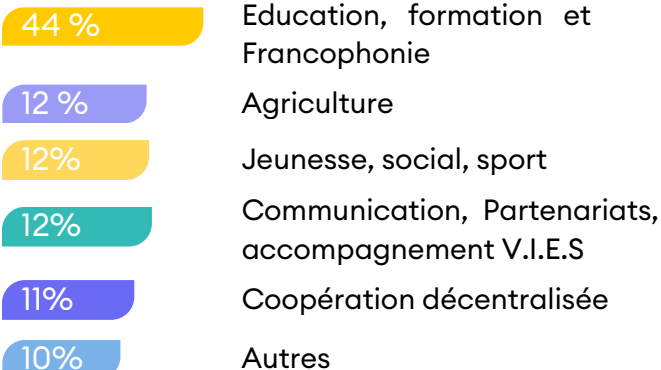 44 %
Education, formation et
Francophonie
12 %
Agriculture
12%
Jeunesse, social, sport
12%
Communication, Partenariats,
accompagnement V.I.E.S
11%
Coopération décentralisée
10%
Autres